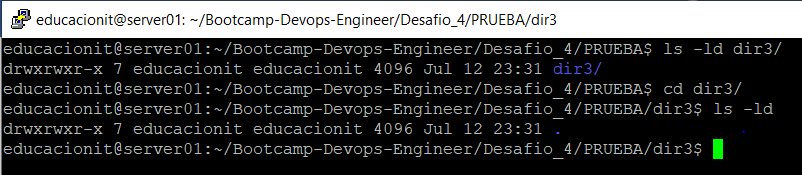 educacionit@server01: ~/Bootcamp-Devops-Engineer/Desafio_4/PRUEBA/dir3
educacionit@server01:~/Bootcamp-Devops-Engineer/Desafio_4/PRUEBA$ ls -ld dir3/
drwxrwxr-x 7 educacionit educacionit 4096 Jul 12 23:31 dir3/
educacionit@server01:~/Bootcamp-Devops-Engineer/Desafio_4/PRUEBA$ cd dir3/
educacionit@server01:~/Bootcamp-Devops-Engineer/Desafio_4/PRUEBA/dir3$ ls -ld
drwxrwxr-x 7 educacionit educacionit 4096 Jul 12 23:31 .
educacionit@server01:~/Bootcamp-Devops-Engineer/Desafio_4/PRUEBA/dir3$